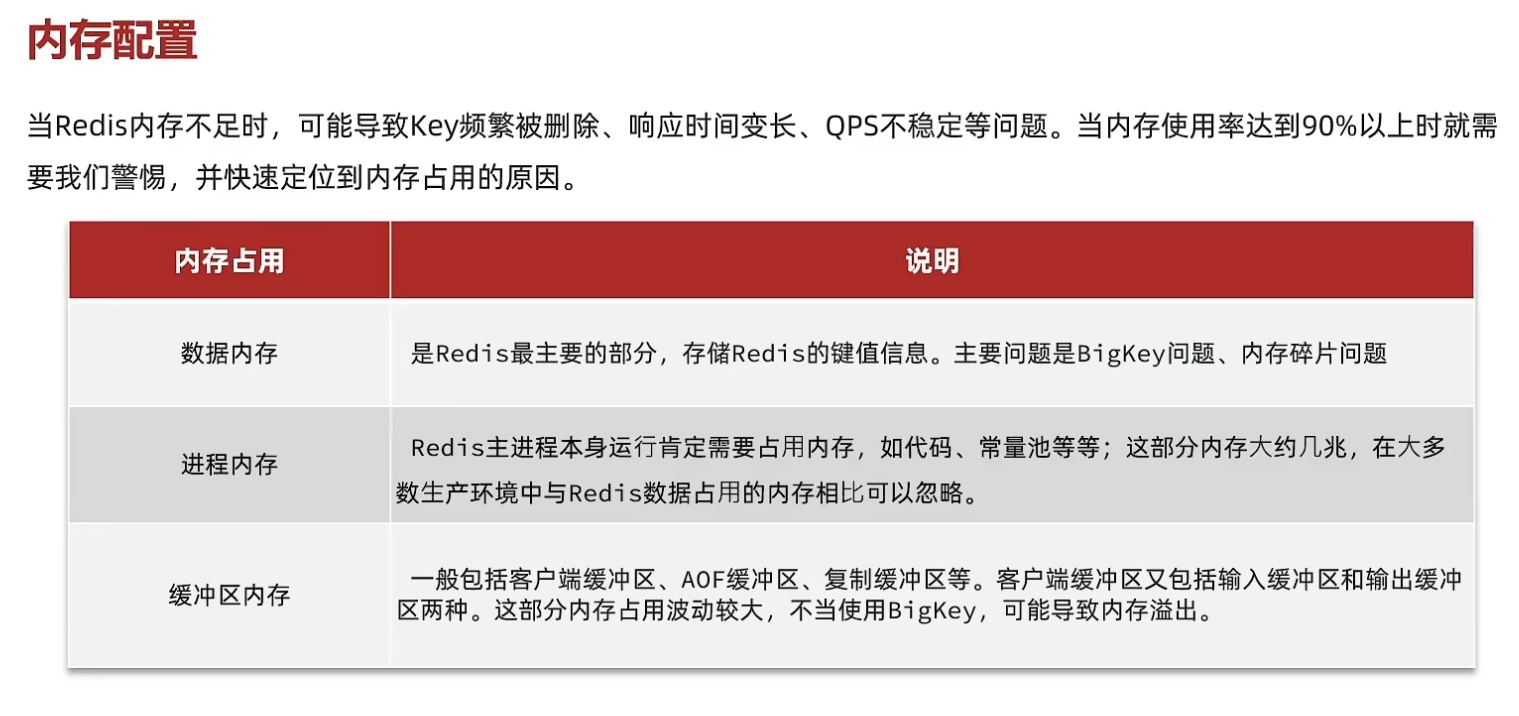 内存配置
当Redis内存不足时，可能导致Key频繁被删除、响应时间变长、QPS不稳定等问题。当内存使用率达到90%以上时就需
要我们警惕，并快速定位到内存占用的原因。
内存占用
说明
数据内存
是Redis最主要的部分，存储Redis的键值信息。主要问题是BigKey问题、内存碎片问题
进程内存
Redis主进程本身运行肯定需要占用内存，如代码、常量池等等；这部分内存大约几兆，在大多
数生产环境中与Redis数据占用的内存相比可以忽略。
缓冲区内存
一般包括客户端缓冲区、AOF缓冲区、复制缓冲区等。客户端缓冲区又包括输入缓冲区和输出缓冲
区两种。这部分内存占用波动较大，不当使用BigKey，可能导致内存溢出。